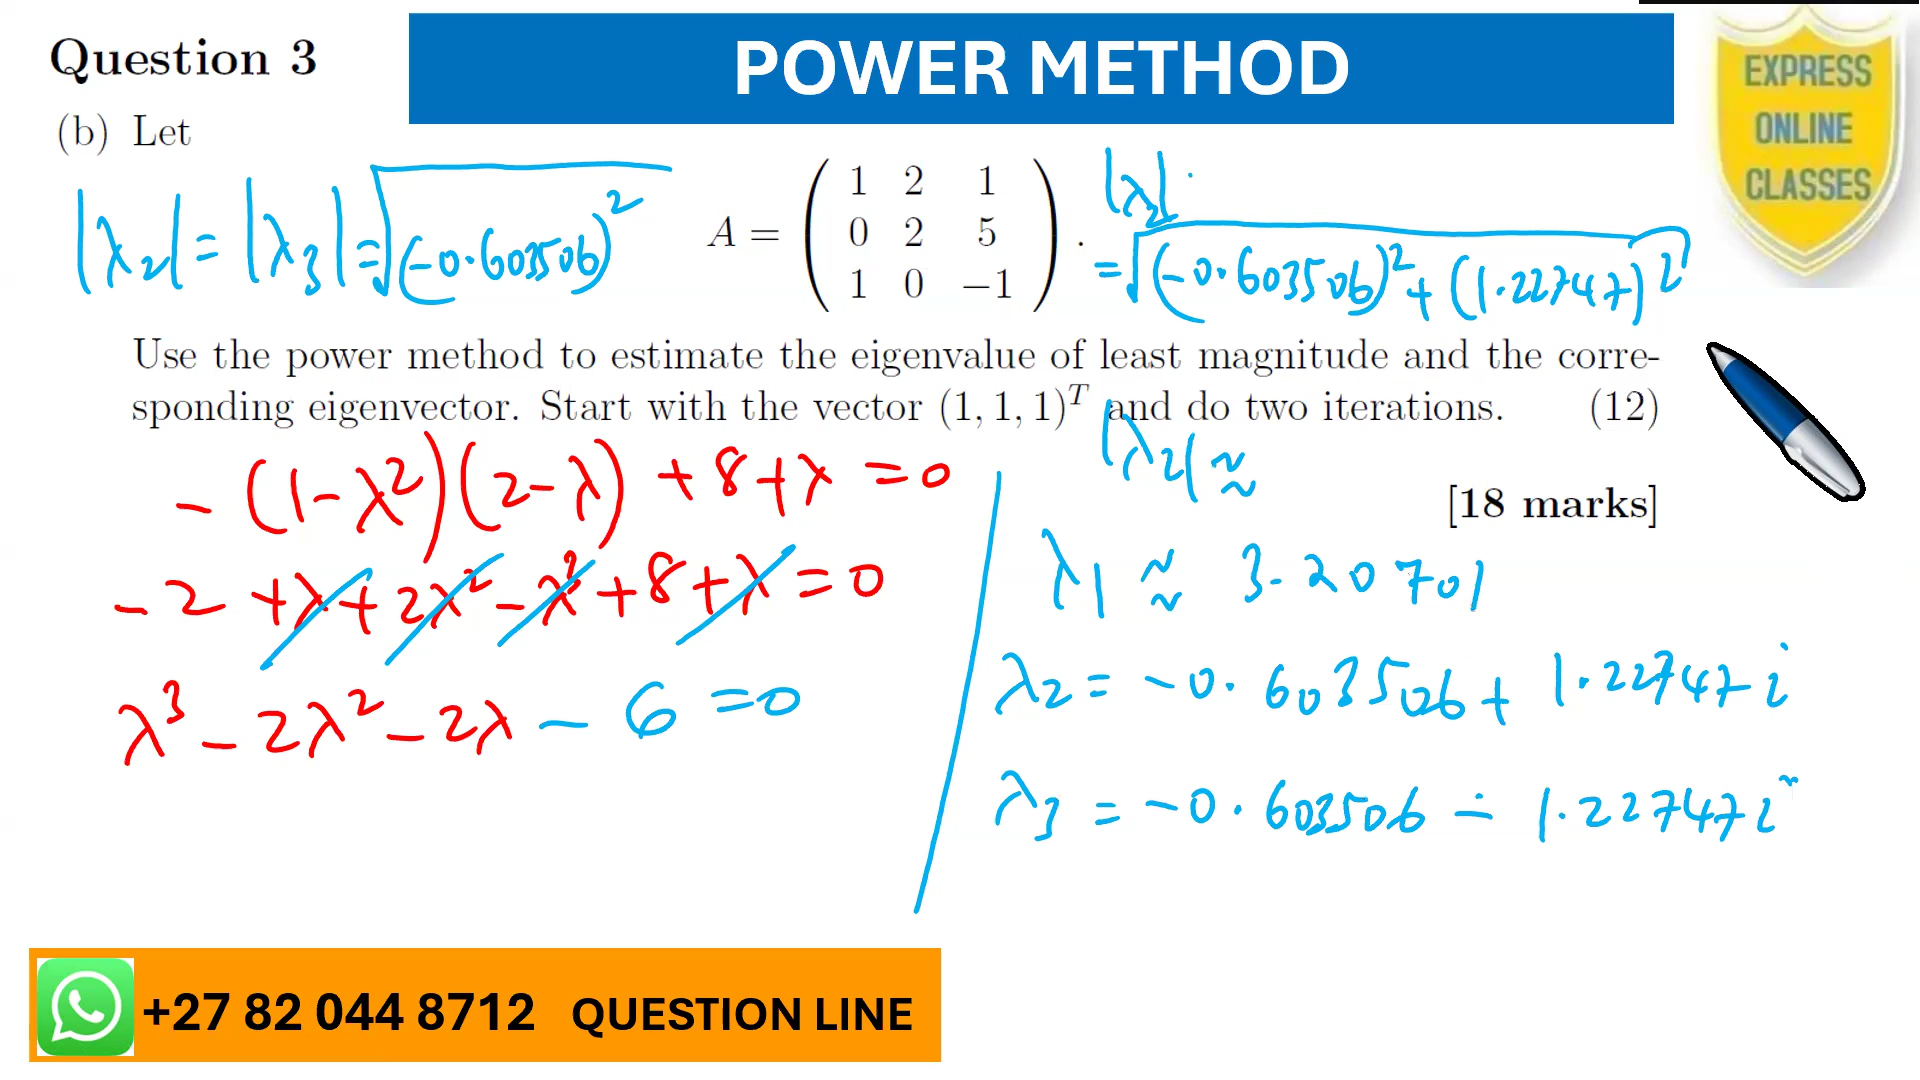 Question 3
POWER METHOD
EXPRESS
ONLINE
CLASSES
(b) Let
|λ2| = |λ3| = √(-0.603506)²
A = ( 1 2 1
0 2 5
1 0 −1 ) .
|λ2|
= √(-0.603506)² + (1.22747)²
Use the power method to estimate the eigenvalue of least magnitude and the corre-
sponding eigenvector. Start with the vector (1, 1, 1)ᵀ and do two iterations. (12)
|λ2| ≈
[18 marks]
- (1-λ²)(2-λ) + 8+λ = 0
-2 +λ+ 2λ² - λ³ +8+λ = 0
λ³ - 2λ² - 2λ - 6 = 0
λ1 ≈ 3.20701
λ2 = -0.603506 + 1.22747i
λ3 = -0.603506 - 1.22747i
+27 82 044 8712 QUESTION LINE